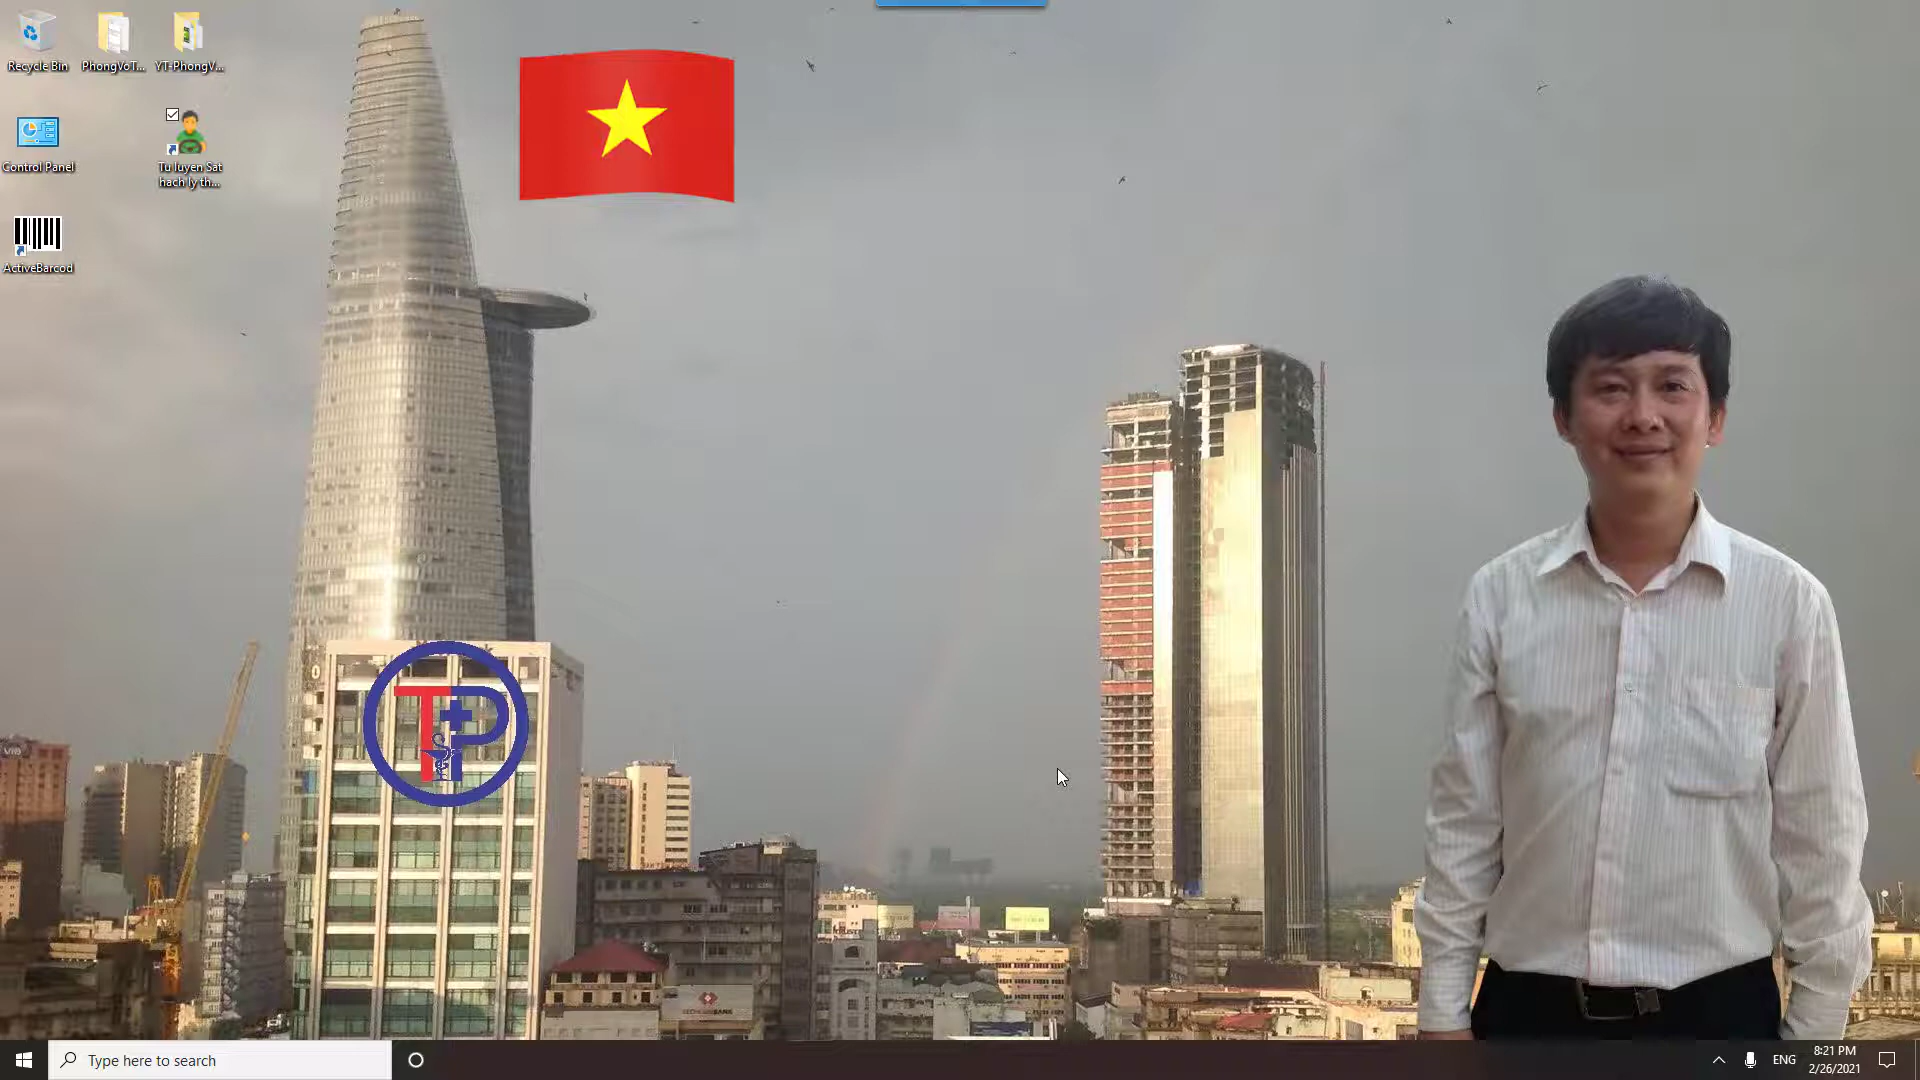 Recycle Bin
PhongVoT...
YT-PhongV...
Control Panel
Tu luyen Sat
hach ly th...
ActiveBarcod
TP
Type here to search
ENG
8:21 PM
2/26/2021